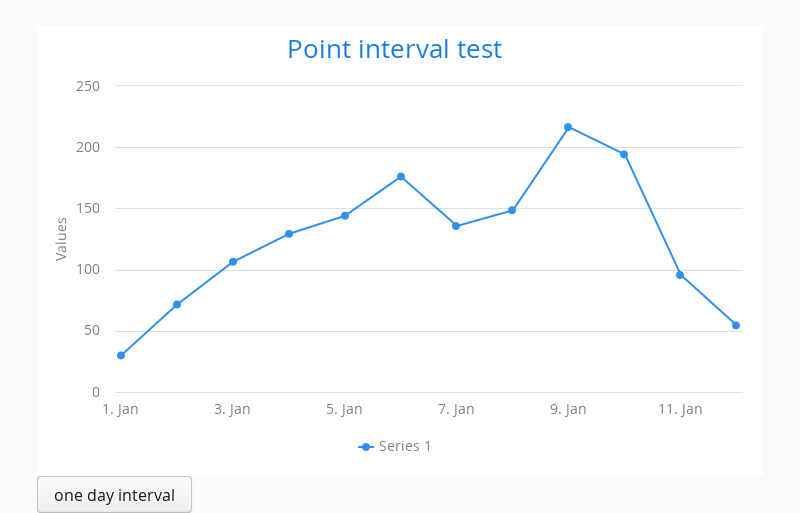 Point interval test
250
200
150
100
50
0
Values
1. Jan
3. Jan
5. Jan
7. Jan
9. Jan
11. Jan
Series 1
one day interval